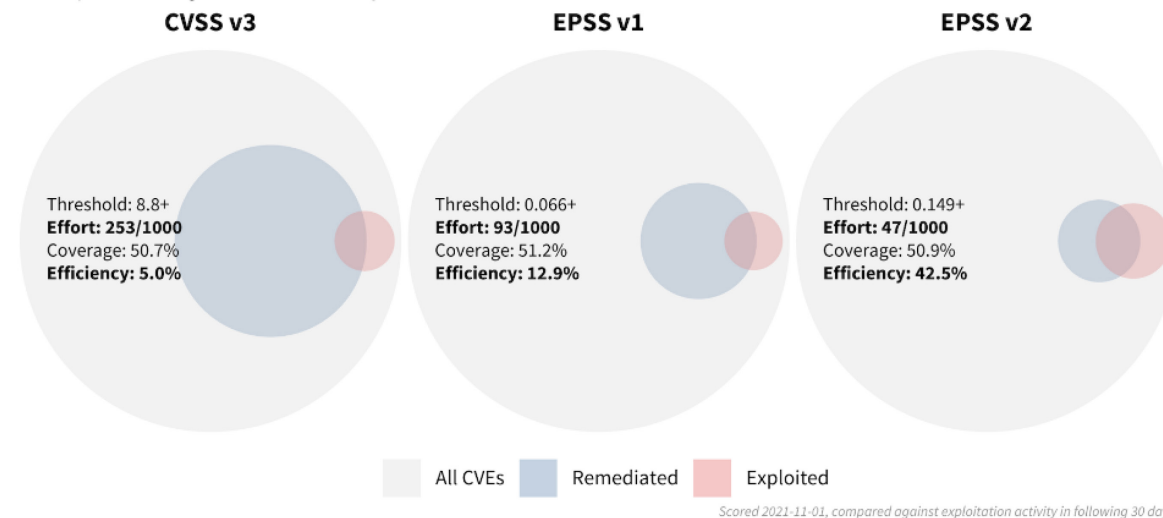 CVSS v3
EPSS v1
EPSS v2
Threshold: 8.8+
Effort: 253/1000
Coverage: 50.7%
Efficiency: 5.0%
Threshold: 0.066+
Effort: 93/1000
Coverage: 51.2%
Efficiency: 12.9%
Threshold: 0.149+
Effort: 47/1000
Coverage: 50.9%
Efficiency: 42.5%
All CVEs
Remediated
Exploited
Scored 2021-11-01, compared against exploitation activity in following 30 da